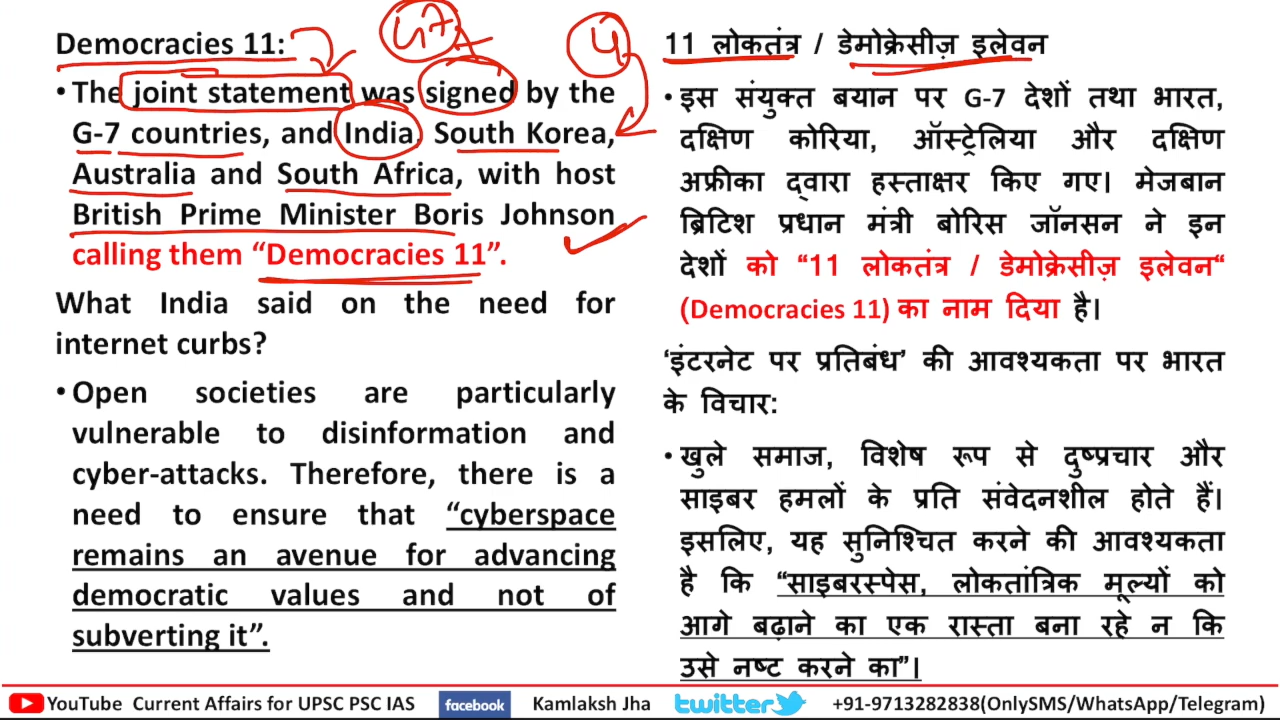 Democracies 11:
• The joint statement was signed by the
G-7 countries, and India, South Korea,
Australia and South Africa, with host
British Prime Minister Boris Johnson
calling them “Democracies 11”.
What India said on the need for
internet curbs?
• Open societies are particularly
vulnerable to disinformation and
cyber-attacks. Therefore, there is a
need to ensure that “cyberspace
remains an avenue for advancing
democratic values and not of
subverting it”.
G7
4
11 लोकतंत्र / डेमोक्रेसीज़ इलेवन
• इस संयुक्त बयान पर G-7 देशों तथा भारत,
दक्षिण कोरिया, ऑस्ट्रेलिया और दक्षिण
अफ्रीका द्वारा हस्ताक्षर किए गए। मेजबान
ब्रिटिश प्रधान मंत्री बोरिस जॉनसन ने इन
देशों को “11 लोकतंत्र / डेमोक्रेसीज़ इलेवन“
(Democracies 11) का नाम दिया है।
‘इंटरनेट पर प्रतिबंध’ की आवश्यकता पर भारत
के विचार:
• खुले समाज, विशेष रूप से दुष्प्रचार और
साइबर हमलों के प्रति संवेदनशील होते हैं।
इसलिए, यह सुनिश्चित करने की आवश्यकता
है कि “साइबरस्पेस, लोकतांत्रिक मूल्यों को
आगे बढ़ाने का एक रास्ता बना रहे न कि
उसे नष्ट करने का”।
YouTube Current Affairs for UPSC PSC IAS facebook Kamlaksh Jha twitter +91-9713282838(OnlySMS/WhatsApp/Telegram)